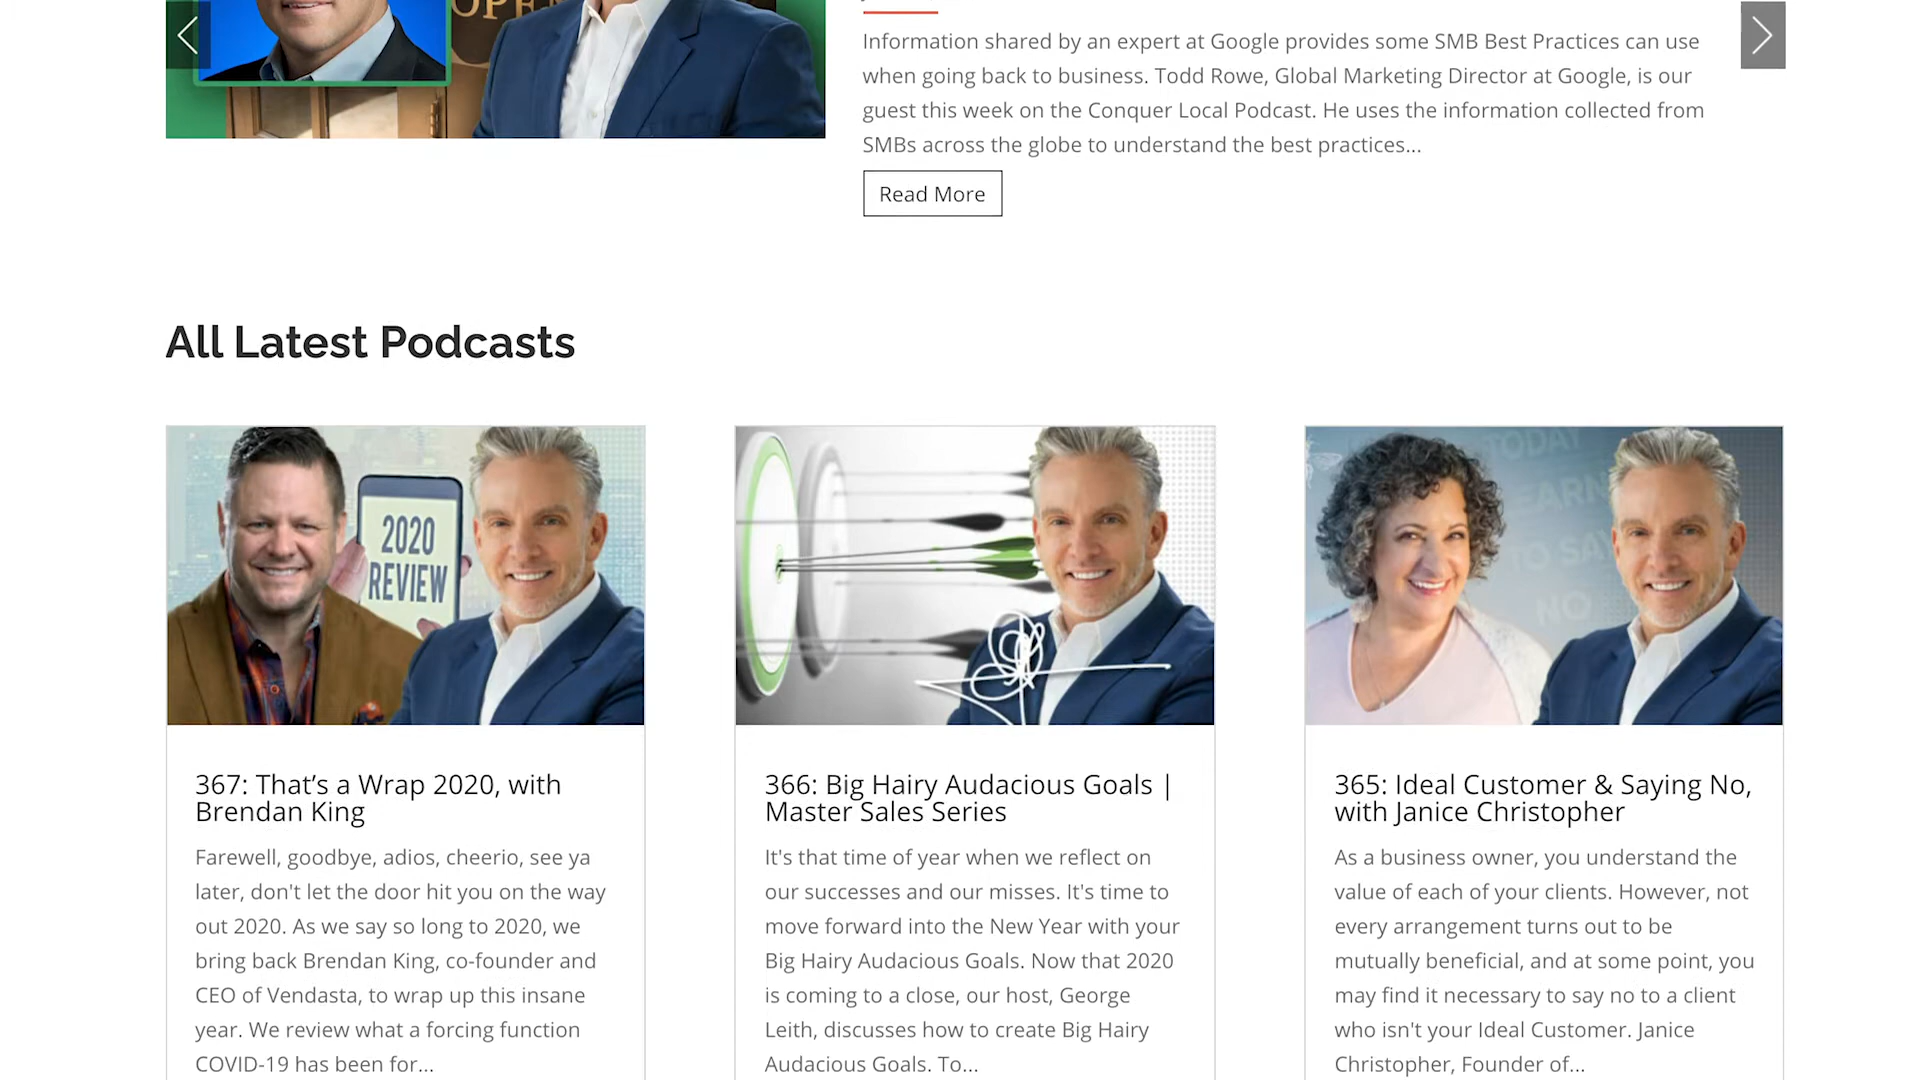 OPEN
Information shared by an expert at Google provides some SMB Best Practices can use
when going back to business. Todd Rowe, Global Marketing Director at Google, is our
guest this week on the Conquer Local Podcast. He uses the information collected from
SMBs across the globe to understand the best practices...
Read More
All Latest Podcasts
2020
REVIEW
TODAY
EARN
TO SAY
NO
367: That’s a Wrap 2020, with
Brendan King
Farewell, goodbye, adios, cheerio, see ya
later, don't let the door hit you on the way
out 2020. As we say so long to 2020, we
bring back Brendan King, co-founder and
CEO of Vendasta, to wrap up this insane
year. We review what a forcing function
COVID-19 has been for...
366: Big Hairy Audacious Goals |
Master Sales Series
It's that time of year when we reflect on
our successes and our misses. It's time to
move forward into the New Year with your
Big Hairy Audacious Goals. Now that 2020
is coming to a close, our host, George
Leith, discusses how to create Big Hairy
Audacious Goals. To...
365: Ideal Customer & Saying No,
with Janice Christopher
As a business owner, you understand the
value of each of your clients. However, not
every arrangement turns out to be
mutually beneficial, and at some point, you
may find it necessary to say no to a client
who isn't your Ideal Customer. Janice
Christopher, Founder of...